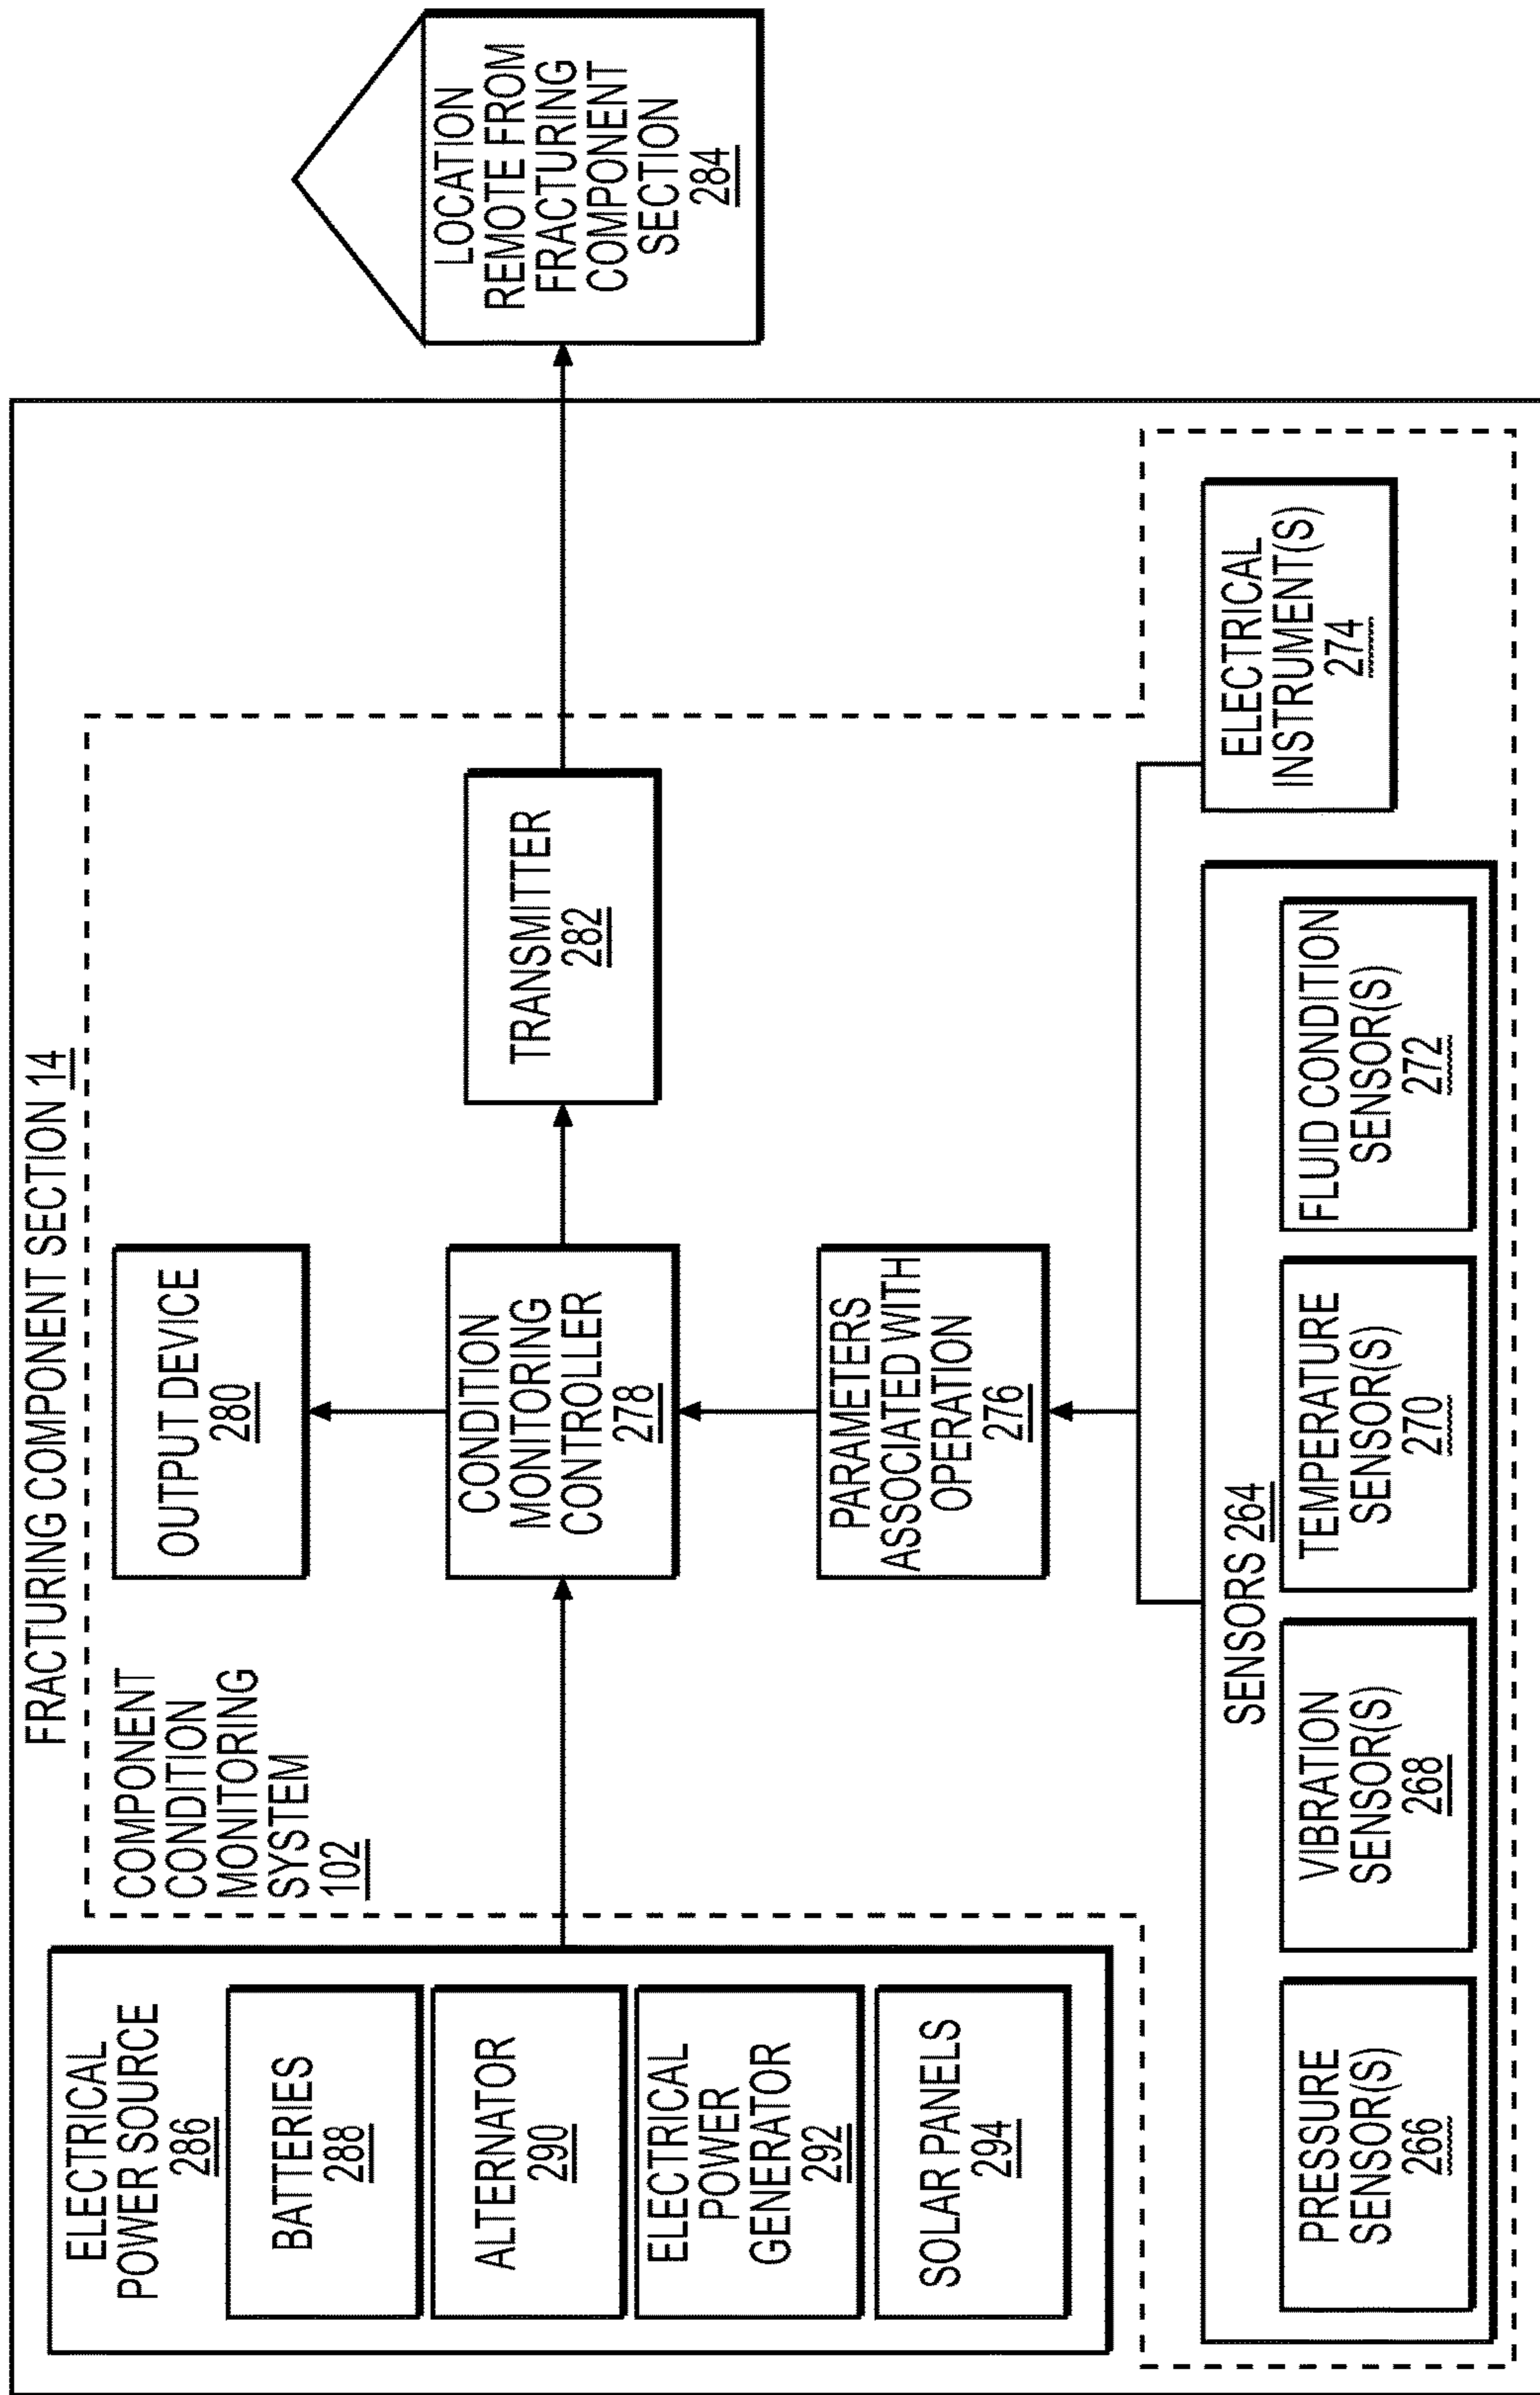 FRACTURING COMPONENT SECTION 14
ELECTRICAL
POWER SOURCE
286
BATTERIES
288
ALTERNATOR
290
ELECTRICAL
POWER
GENERATOR
292
SOLAR PANELS
294
COMPONENT
CONDITION
MONITORING
SYSTEM
102
OUTPUT DEVICE
280
CONDITION
MONITORING
CONTROLLER
278
PARAMETERS
ASSOCIATED WITH
OPERATION
276
TRANSMITTER
282
LOCATION
REMOTE FROM
FRACTURING
COMPONENT
SECTION
284
SENSORS 264
PRESSURE
SENSOR(S)
266
VIBRATION
SENSOR(S)
268
TEMPERATURE
SENSOR(S)
270
FLUID CONDITION
SENSOR(S)
272
ELECTRICAL
INSTRUMENT(S)
274